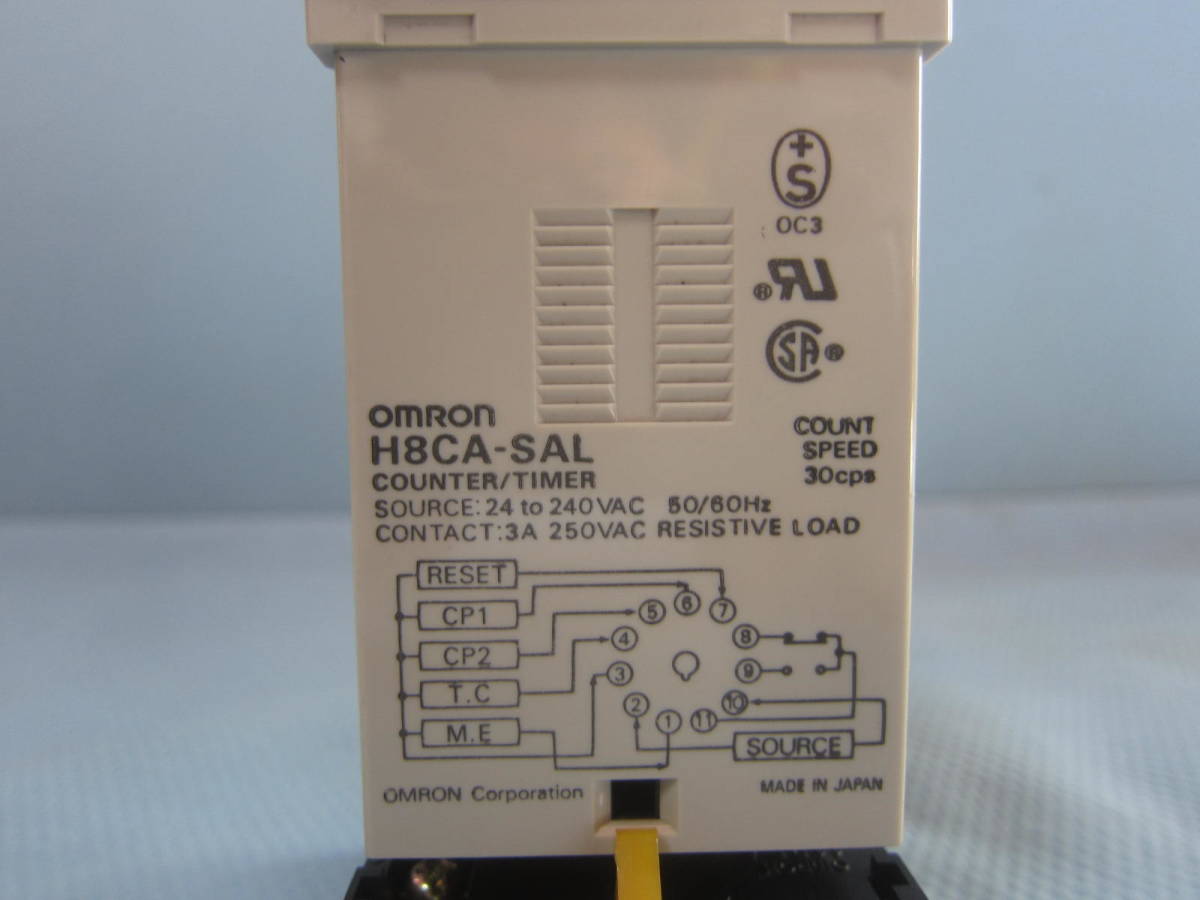 +
S
OC3
® RU
SA ®
OMRON
H8CA-SAL
COUNTER/TIMER
COUNT
SPEED
30cps
SOURCE: 24 to 240VAC 50/60Hz
CONTACT: 3A 250VAC RESISTIVE LOAD
RESET
CP1
CP2
T.C
M.E
6
5
7
4
8
3
9
2
10
1
11
SOURCE
OMRON Corporation
MADE IN JAPAN